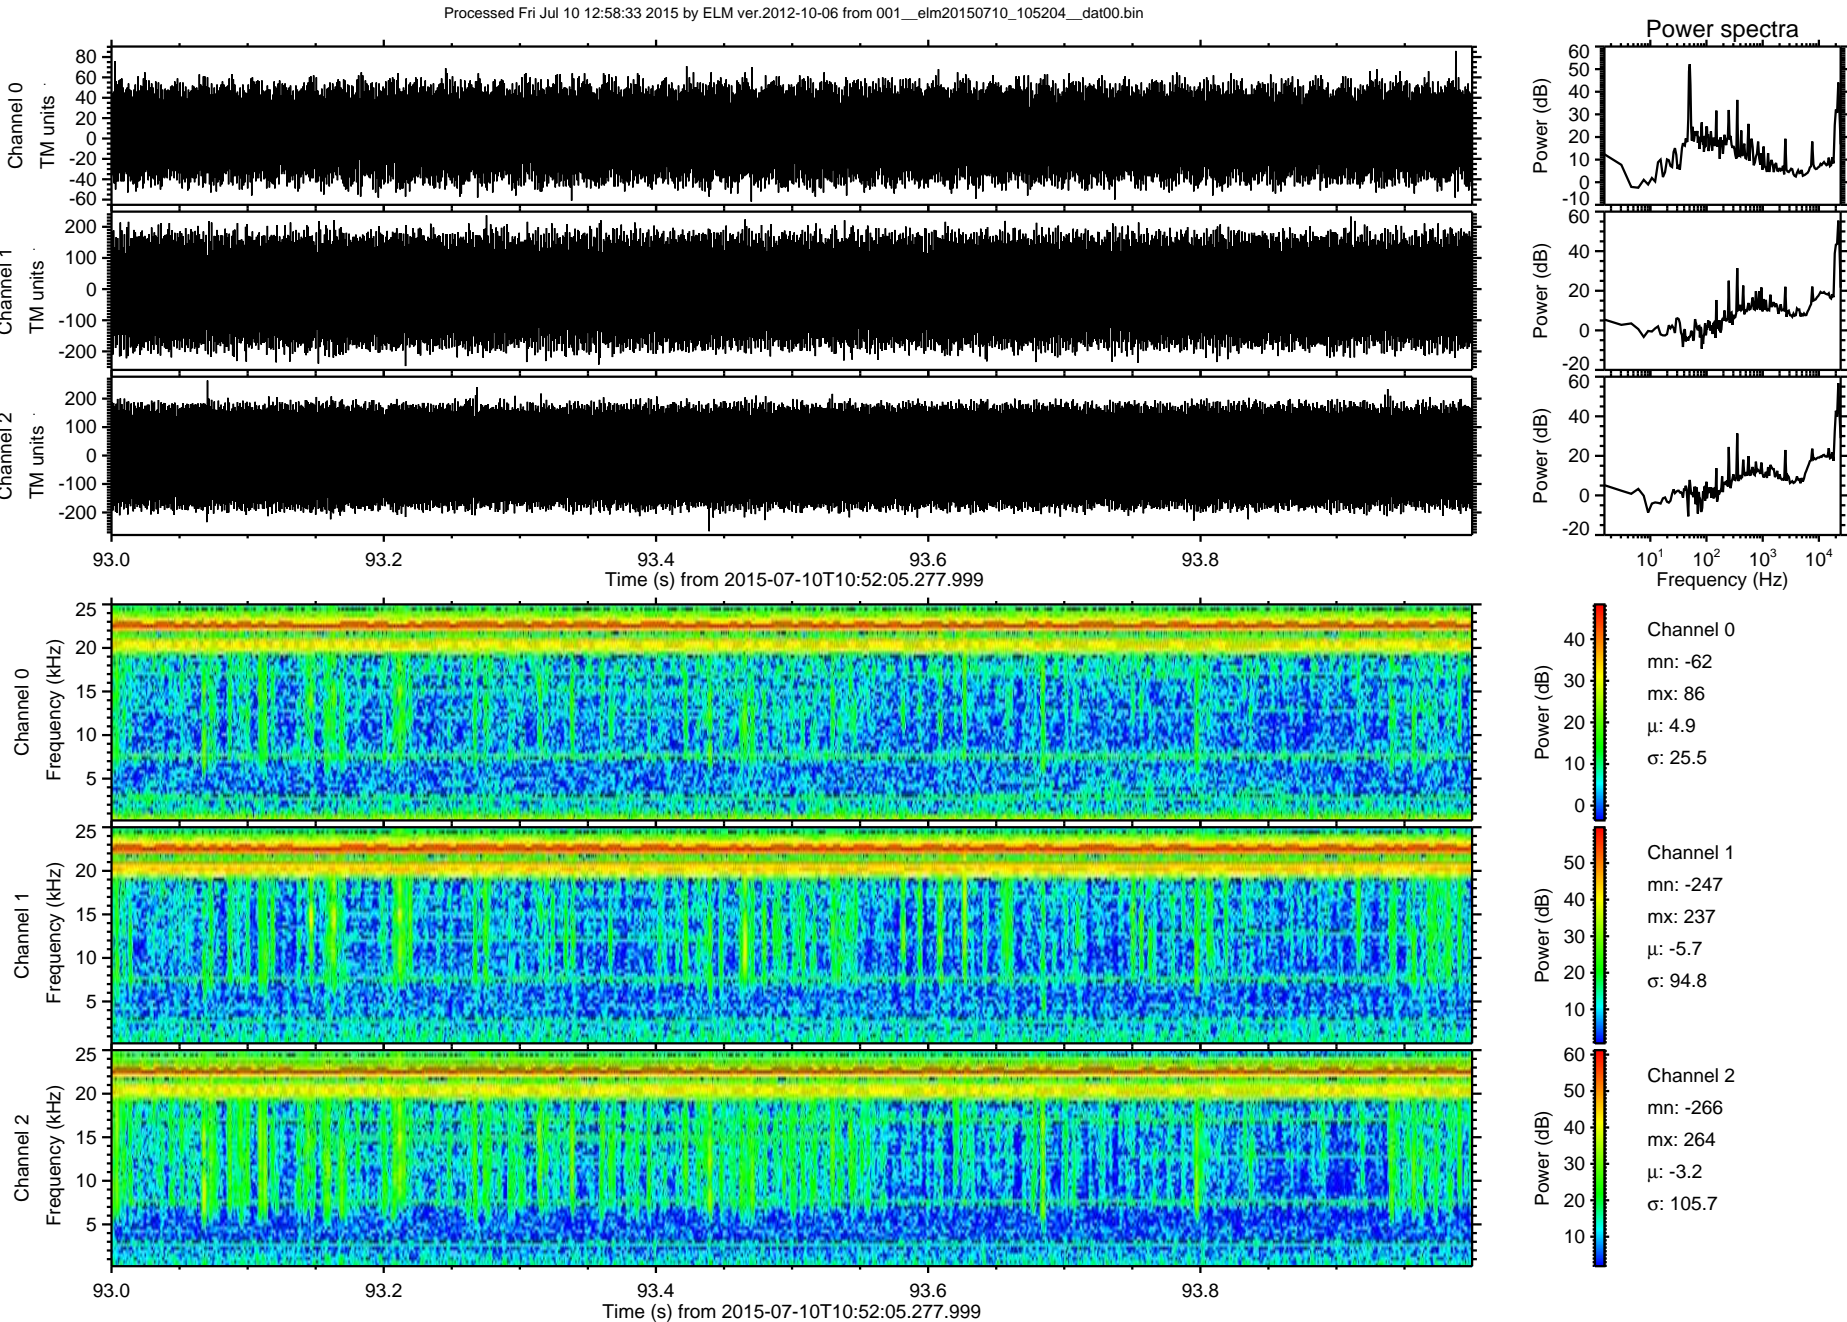 Processed Fri Jul 10 12:58:33 2015 by ELM ver.2012-10-06 from 001__elm20150710_105204__dat00.bin
Power spectra
Channel 0
TM units
80
60
40
20
0
-20
-40
-60
Power (dB)
60
50
40
30
20
10
0
-10
Channel 1
TM units
200
100
0
-100
-200
Power (dB)
60
40
20
0
-20
Channel 2
TM units
200
100
0
-100
-200
Power (dB)
60
40
20
0
-20
93.0 93.2 93.4 93.6 93.8
Time (s) from 2015-07-10T10:52:05.277.999
10¹ 10² 10³ 10⁴
Frequency (Hz)
Channel 0
Frequency (kHz)
25
20
15
10
5
Power (dB)
40
30
20
10
0
Channel 0
mn: -62
mx: 86
μ: 4.9
σ: 25.5
Channel 1
Frequency (kHz)
25
20
15
10
5
Power (dB)
50
40
30
20
10
Channel 1
mn: -247
mx: 237
μ: -5.7
σ: 94.8
Channel 2
Frequency (kHz)
25
20
15
10
5
Power (dB)
60
50
40
30
20
10
Channel 2
mn: -266
mx: 264
μ: -3.2
σ: 105.7
93.0 93.2 93.4 93.6 93.8
Time (s) from 2015-07-10T10:52:05.277.999